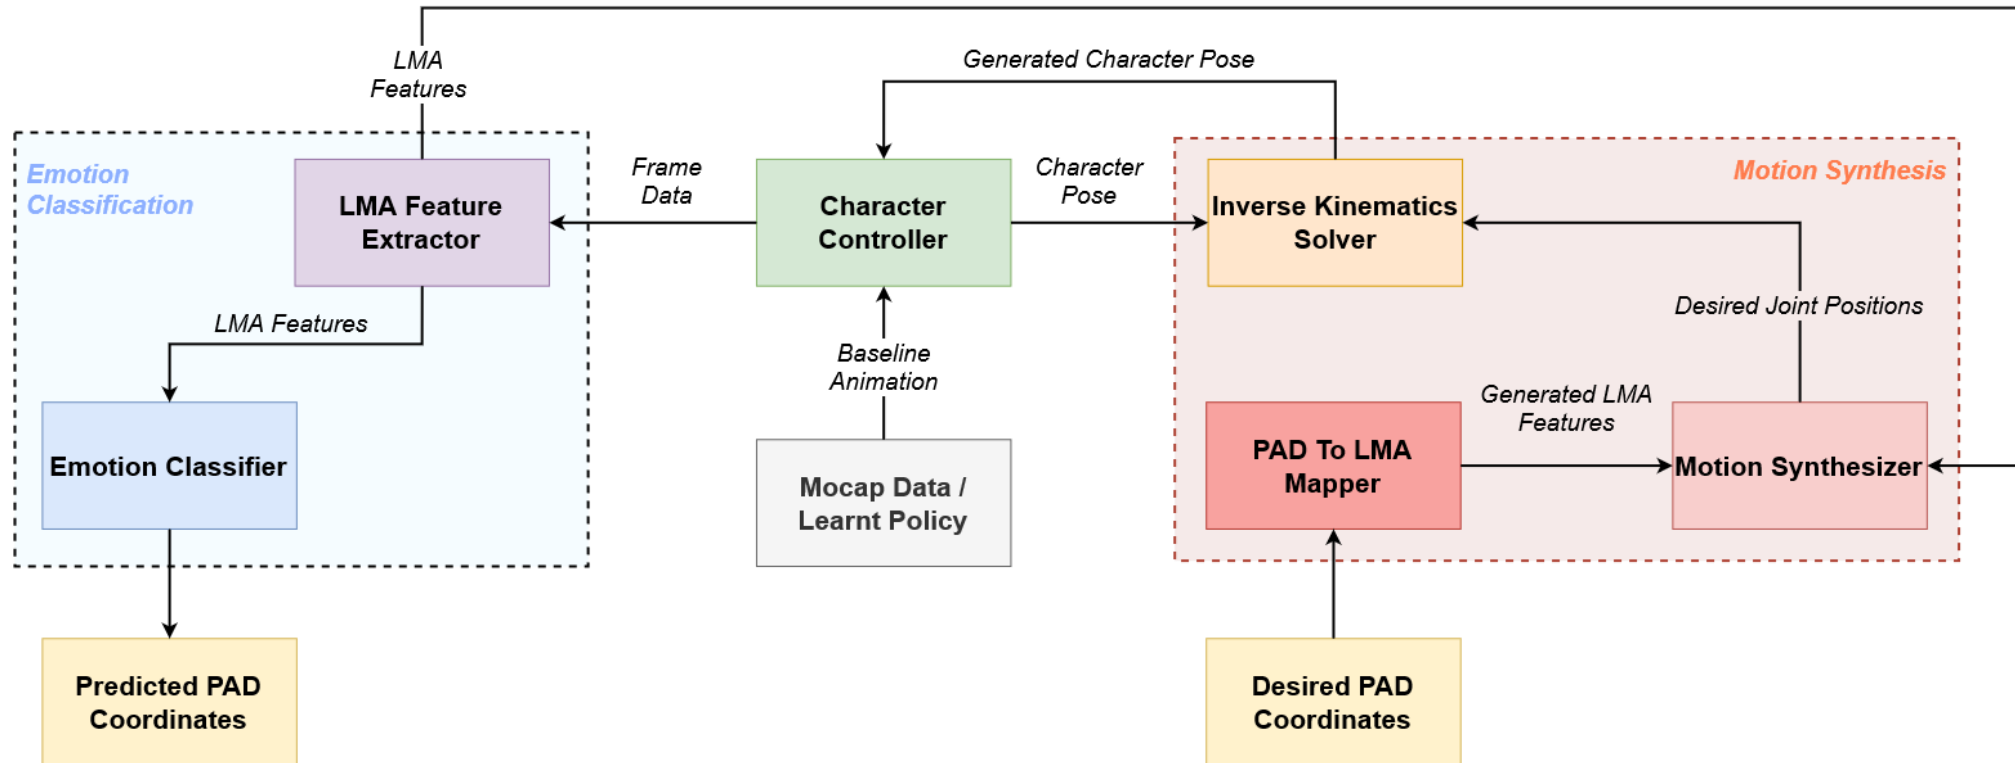 LMA
Features
Generated Character Pose
Emotion
Classification
LMA Feature
Extractor
Frame
Data
Character
Controller
Character
Pose
Inverse Kinematics
Solver
Motion Synthesis
LMA Features
Baseline
Animation
Desired Joint Positions
Emotion Classifier
Mocap Data /
Learnt Policy
PAD To LMA
Mapper
Generated LMA
Features
Motion Synthesizer
Predicted PAD
Coordinates
Desired PAD
Coordinates